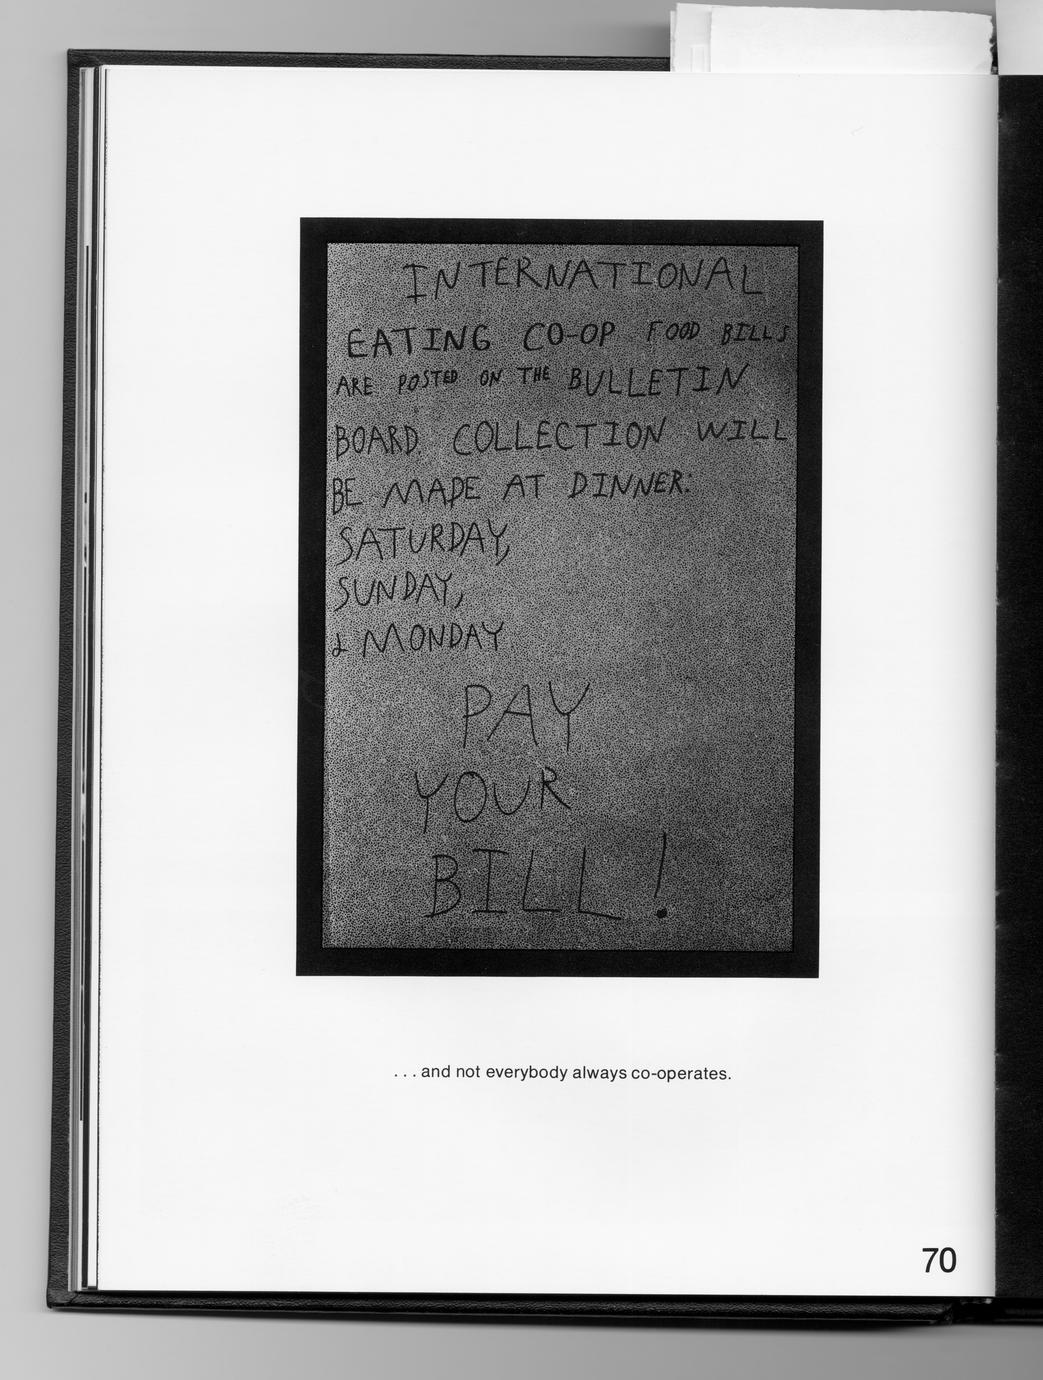 INTERNATIONAL
EATING CO-OP FOOD BILLS
ARE POSTED ON THE BULLETIN
BOARD. COLLECTION WILL
BE MADE AT DINNER:
SATURDAY,
SUNDAY,
& MONDAY
PAY
YOUR
BILL!
. . . and not everybody always co-operates.
70